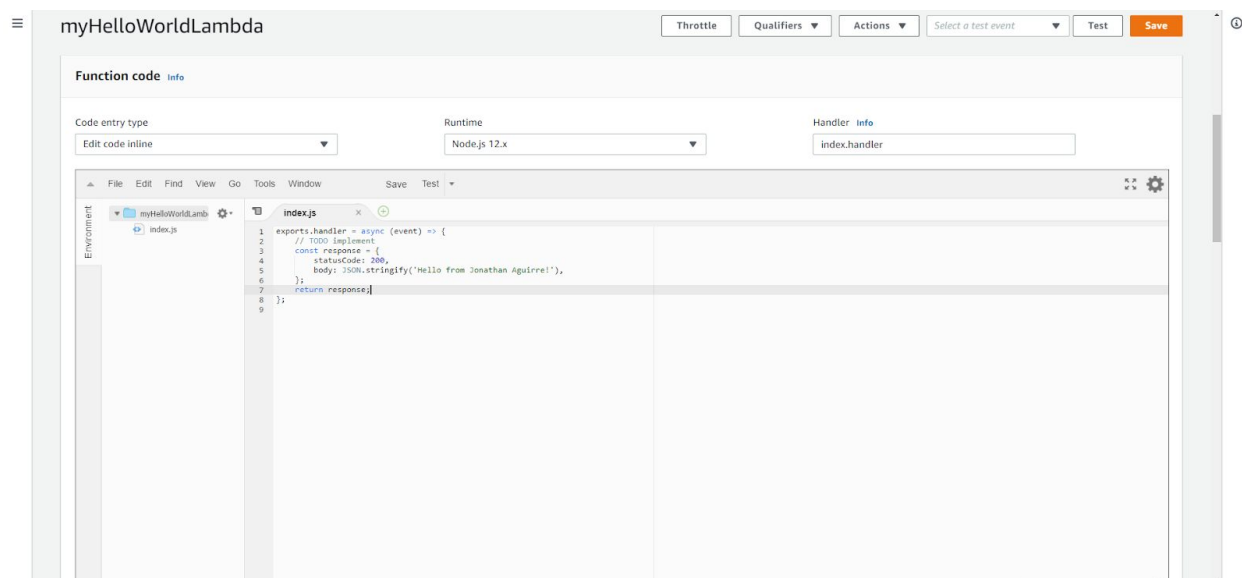 myHelloWorldLambda Throttle Qualifiers Actions Select a test event Test Save
Function code Info
Code entry type Runtime Handler Info
Edit code inline Node.js 12.x index.handler
File Edit Find View Go Tools Window Save Test
Environment
myHelloWorldLamb index.js
index.js
1 exports.handler = async (event) => {
2     // TODO implement
3     const response = {
4         statusCode: 200,
5         body: JSON.stringify('Hello from Jonathan Aguirre!'),
6     };
7     return response;
8 };
9